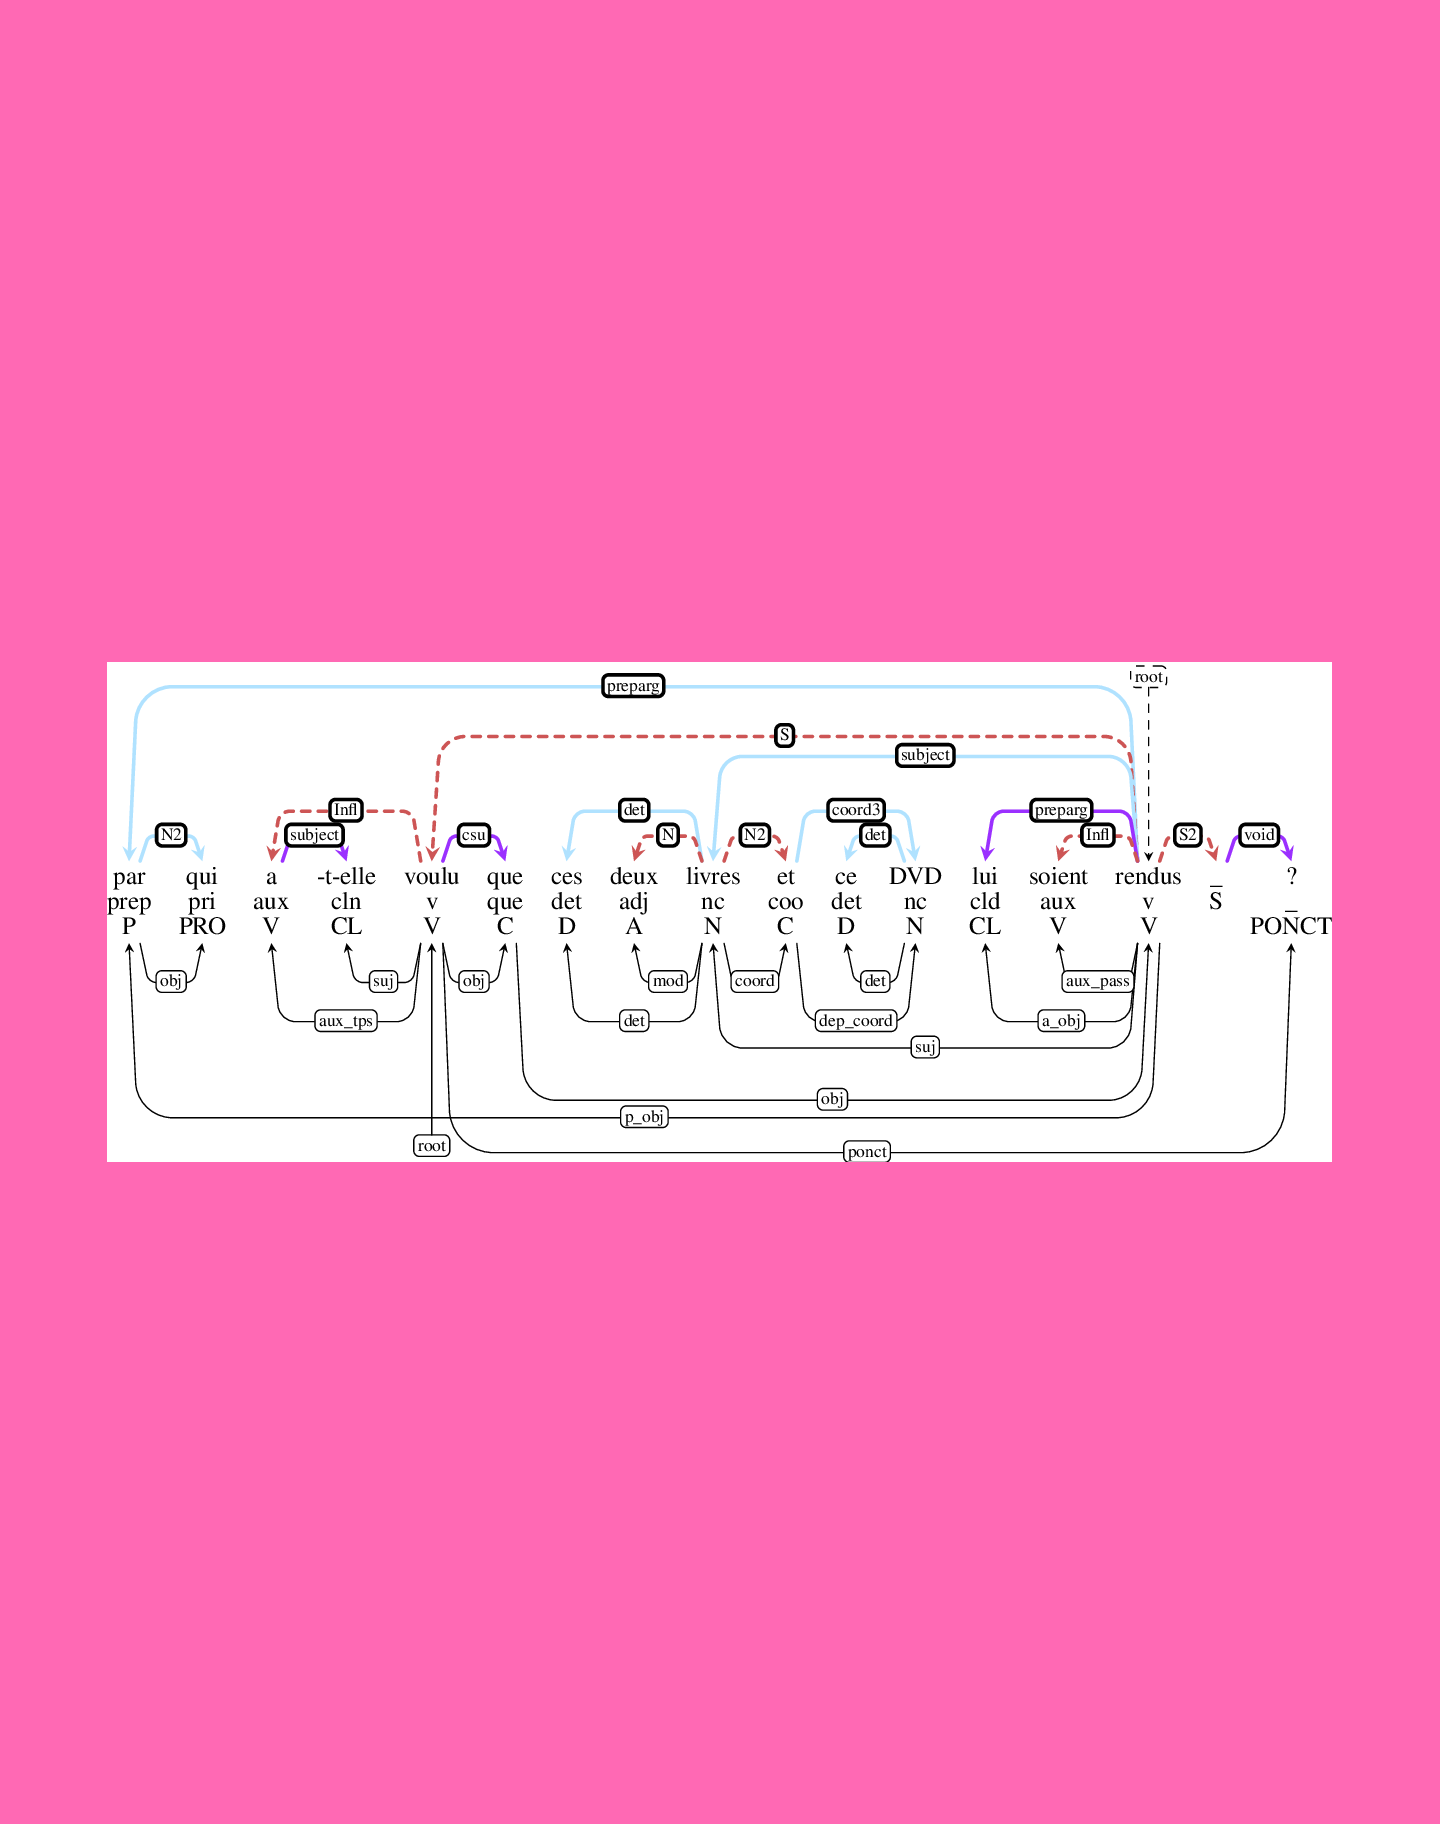 root
preparg
S
subject
Infl det coord3 preparg
N2 subject csu N N2 det Infl S2 void
par qui a -t-elle voulu que ces deux livres et ce DVD lui soient rendus _ ?
prep pri aux cln v que det adj nc coo det nc cld aux v S _
P PRO V CL V C D A N C D N CL V V PONCT
obj suj obj mod coord det aux_pass
aux_tps det dep_coord a_obj
suj
obj
p_obj
root
ponct